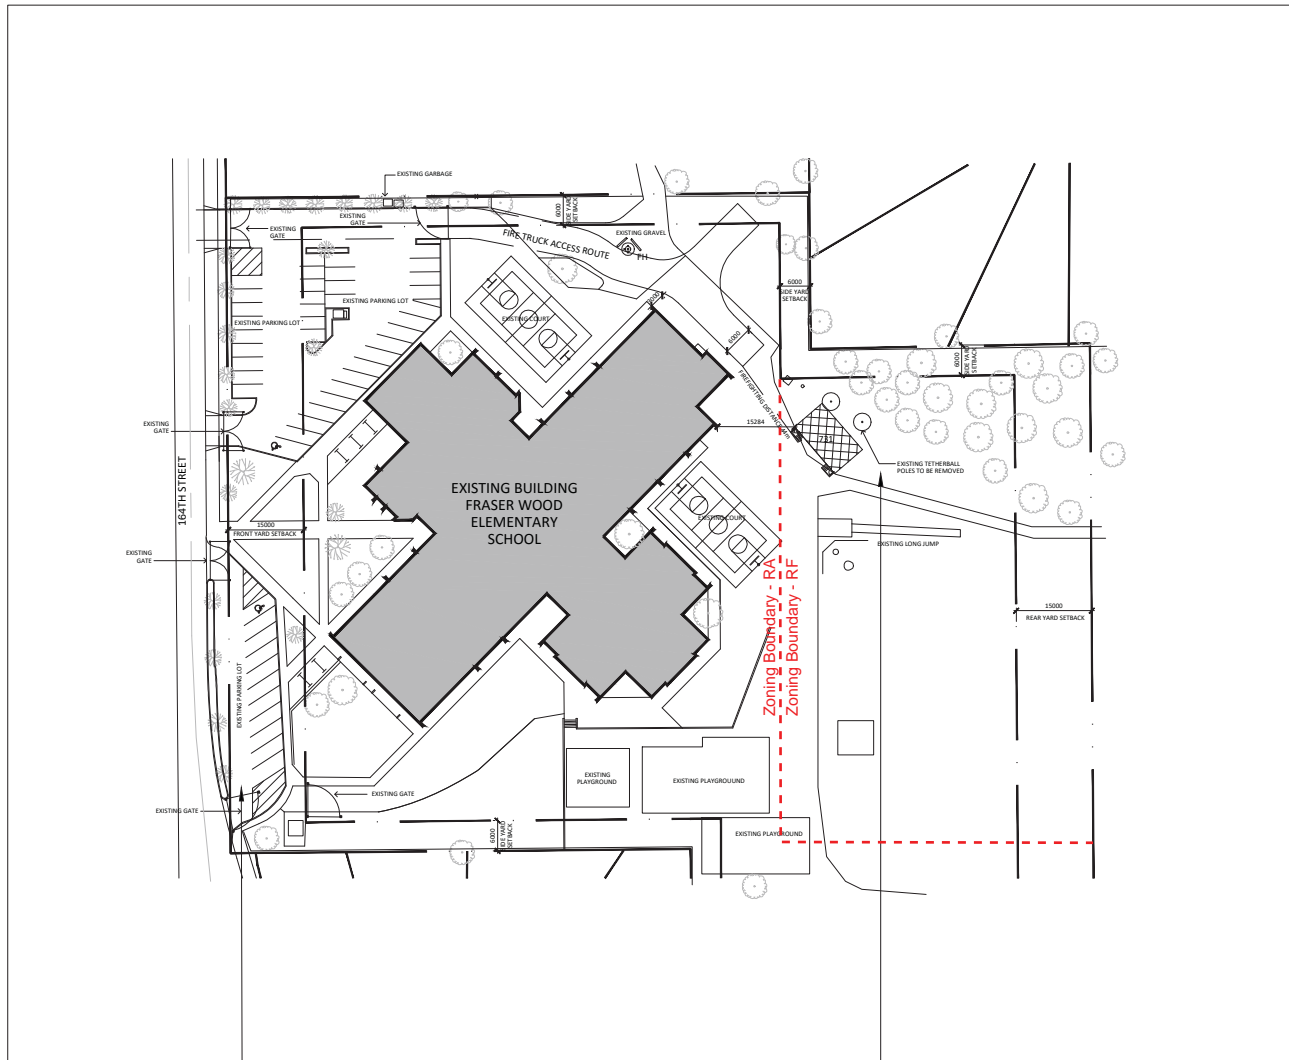 EXISTING GARBAGE
EXISTING
GATE
EXISTING
GATE
6000
SIDE YARD
SETBACK
EXISTING GRAVEL
FIRE TRUCK ACCESS ROUTE
FH
6000
SIDE YARD
SETBACK
EXISTING PARKING LOT
EXISTING PARKING LOT
EXISTING COURT
6000
6000
6000
SIDE YARD
SETBACK
FIREFIGHTING DISTANCE
EXISTING
GATE
15284
731
EXISTING TETHERBALL
POLES TO BE REMOVED
164TH STREET
EXISTING BUILDING
FRASER WOOD
ELEMENTARY
SCHOOL
EXISTING COURT
15000
FRONT YARD SETBACK
EXISTING
GATE
EXISTING LONG JUMP
Zoning Boundary - RA
Zoning Boundary - RF
15000
REAR YARD SETBACK
EXISTING PARKING LOT
EXISTING
PLAYGROUND
EXISTING PLAYGROUUND
EXISTING GATE
EXISTING GATE
6000
SIDE YARD
SETBACK
EXISTING PLAYGROUND